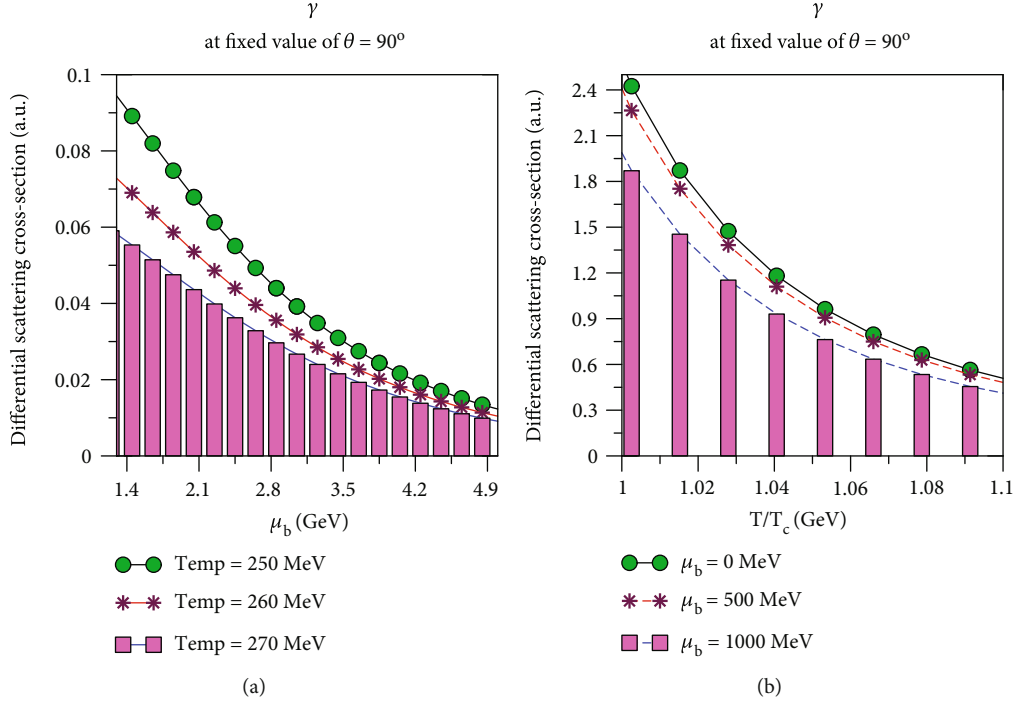 γ
at fixed value of θ = 90º
Differential scattering cross-section (a.u.)
0.1
0.08
0.06
0.04
0.02
0
1.4 2.1 2.8 3.5 4.2 4.9
μb (GeV)
Temp = 250 MeV
Temp = 260 MeV
Temp = 270 MeV
(a)
γ
at fixed value of θ = 90º
Differential scattering cross-section (a.u.)
2.4
2.1
1.8
1.5
1.2
0.9
0.6
0.3
0
1 1.02 1.04 1.06 1.08 1.1
T/Tc (GeV)
μb = 0 MeV
μb = 500 MeV
μb = 1000 MeV
(b)